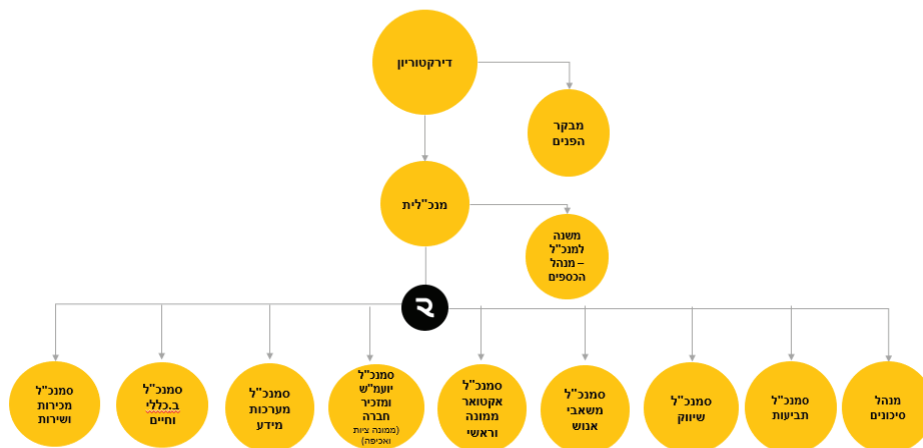 דירקטוריון
מבקר
הפנים
מנכ"לית
משנה
למנכ"ל
– מנהל
הכספים
מנהל
סיכונים
סמנכ"ל
תביעות
סמנכ"ל
שיווק
סמנכ"ל
משאבי
אנוש
סמנכ"ל
אקטואר
ממונה
וראשי
סמנכ"ל
יועמ"ש
ומזכיר
חברה
(ממונה ציות
ואכיפה)
סמנכ"ל
מערכות
מידע
סמנכ"ל
ב.כללי
וחיים
סמנכ"ל
מכירות
ושירות